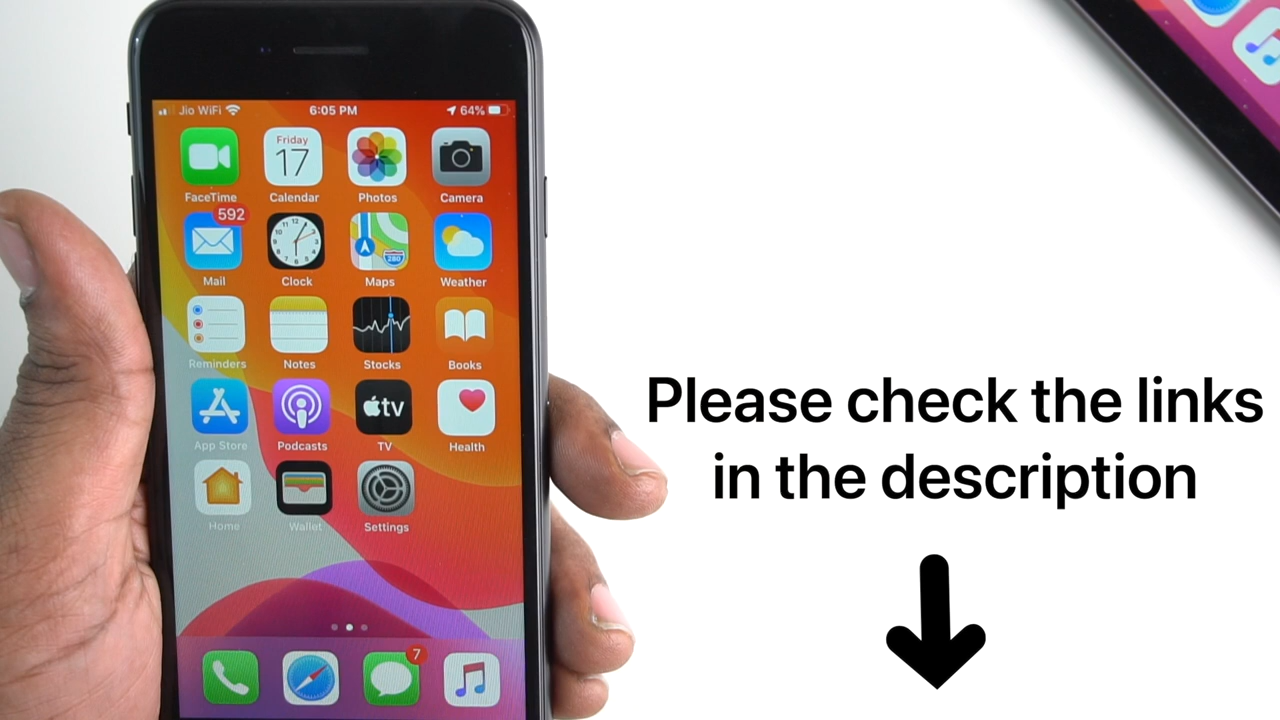 Jio WiFi 6:05 PM 64%
Friday
17
FaceTime Calendar Photos Camera
592
280
Mail Clock Maps Weather
Reminders Notes Stocks Books
tv
App Store Podcasts TV Health
Home Wallet Settings
7
Please check the links
in the description